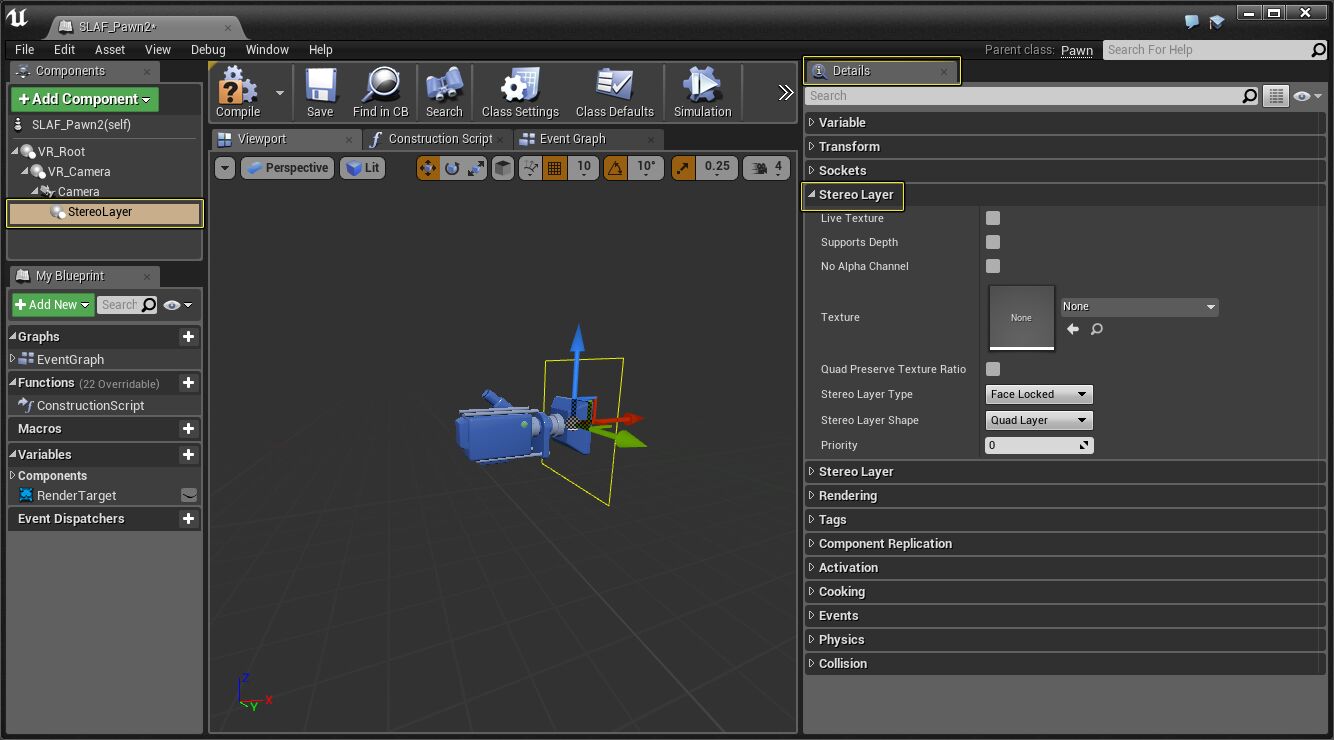 SLAF_Pawn2*
File Edit Asset View Debug Window Help
Parent class: Pawn
Search For Help
Components
+ Add Component
SLAF_Pawn2(self)
VR_Root
VR_Camera
Camera
StereoLayer
My Blueprint
+ Add New
Search
Graphs
EventGraph
Functions (22 Overridable)
ConstructionScript
Macros
Variables
Components
RenderTarget
Event Dispatchers
Compile Save Find in CB Search Class Settings Class Defaults Simulation
Viewport Construction Script Event Graph
Perspective Lit 10 10° 0.25 4
Z
X
Y
Details
Search
Variable
Transform
Sockets
Stereo Layer
Live Texture
Supports Depth
No Alpha Channel
Texture None None
Quad Preserve Texture Ratio
Stereo Layer Type Face Locked
Stereo Layer Shape Quad Layer
Priority 0
Stereo Layer
Rendering
Tags
Component Replication
Activation
Cooking
Events
Physics
Collision